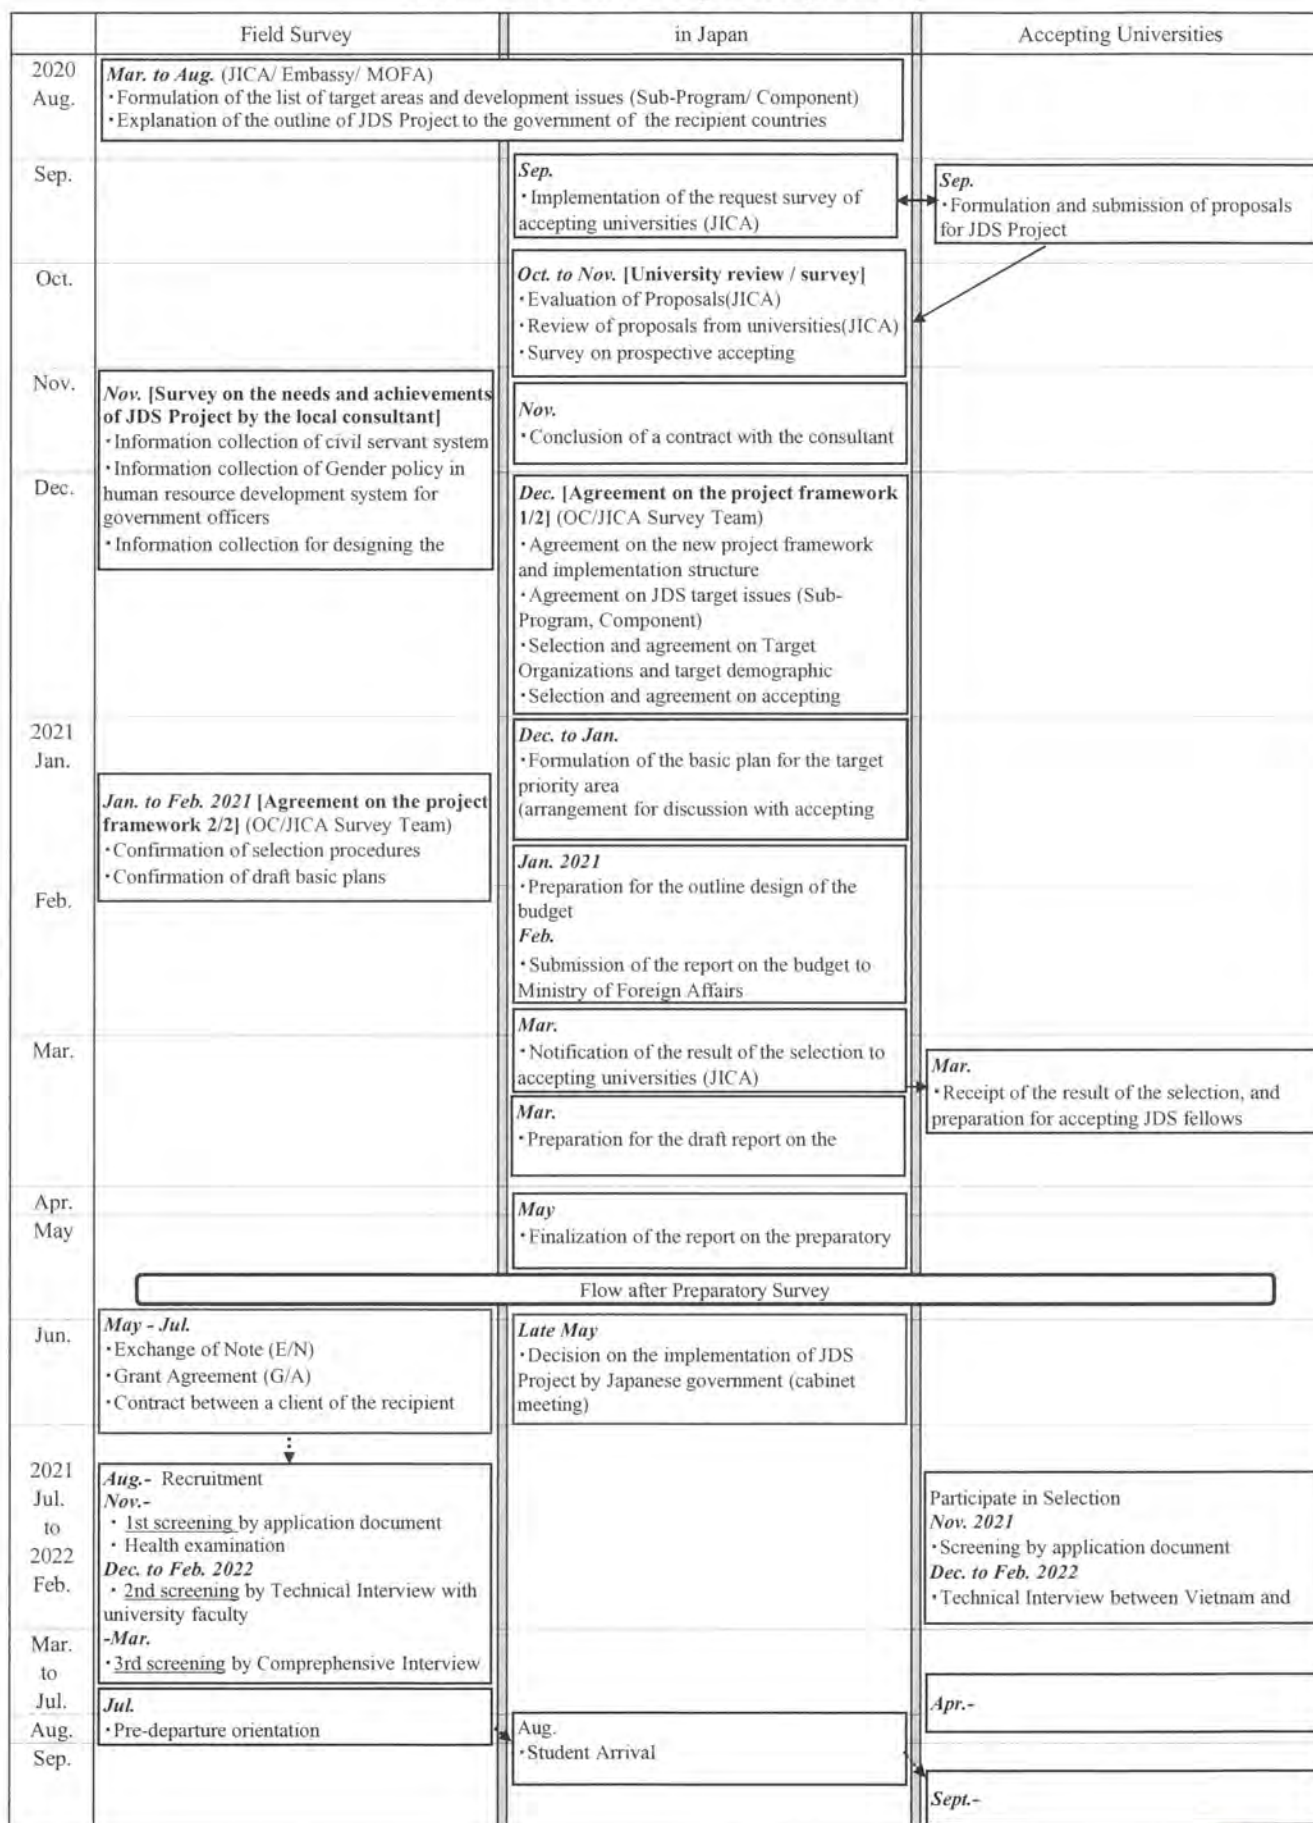 Field Survey
in Japan
Accepting Universities
2020
Aug.
Mar. to Aug. (JICA/ Embassy/ MOFA)
・Formulation of the list of target areas and development issues (Sub-Program/ Component)
・Explanation of the outline of JDS Project to the government of the recipient countries
Sep.
Sep.
・Implementation of the request survey of
accepting universities (JICA)
Sep.
・Formulation and submission of proposals
for JDS Project
Oct.
Oct. to Nov. [University review / survey]
・Evaluation of Proposals(JICA)
・Review of proposals from universities(JICA)
・Survey on prospective accepting
Nov.
Nov. [Survey on the needs and achievements
of JDS Project by the local consultant]
・Information collection of civil servant system
・Information collection of Gender policy in
human resource development system for
government officers
・Information collection for designing the
Nov.
・Conclusion of a contract with the consultant
Dec.
Dec. [Agreement on the project framework
1/2] (OC/JICA Survey Team)
・Agreement on the new project framework
and implementation structure
・Agreement on JDS target issues (Sub-
Program, Component)
・Selection and agreement on Target
Organizations and target demographic
・Selection and agreement on accepting
2021
Jan.
Dec. to Jan.
・Formulation of the basic plan for the target
priority area
(arrangement for discussion with accepting
Jan. to Feb. 2021 [Agreement on the project
framework 2/2] (OC/JICA Survey Team)
・Confirmation of selection procedures
・Confirmation of draft basic plans
Feb.
Jan. 2021
・Preparation for the outline design of the
budget
Feb.
・Submission of the report on the budget to
Ministry of Foreign Affairs
Mar.
Mar.
・Notification of the result of the selection to
accepting universities (JICA)
Mar.
・Receipt of the result of the selection, and
preparation for accepting JDS fellows
Mar.
・Preparation for the draft report on the
Apr.
May
May
・Finalization of the report on the preparatory
Flow after Preparatory Survey
Jun.
May - Jul.
・Exchange of Note (E/N)
・Grant Agreement (G/A)
・Contract between a client of the recipient
Late May
・Decision on the implementation of JDS
Project by Japanese government (cabinet
meeting)
2021
Jul.
to
2022
Feb.
Aug.- Recruitment
Nov.-
・ 1st screening by application document
・ Health examination
Dec. to Feb. 2022
・ 2nd screening by Technical Interview with
university faculty
-Mar.
・3rd screening by Comprephensive Interview
Participate in Selection
Nov. 2021
・Screening by application document
Dec. to Feb. 2022
・Technical Interview between Vietnam and
Mar.
to
Jul.
Aug.
Sep.
Jul.
・Pre-departure orientation
Aug.
・Student Arrival
Apr.-
Sept.-